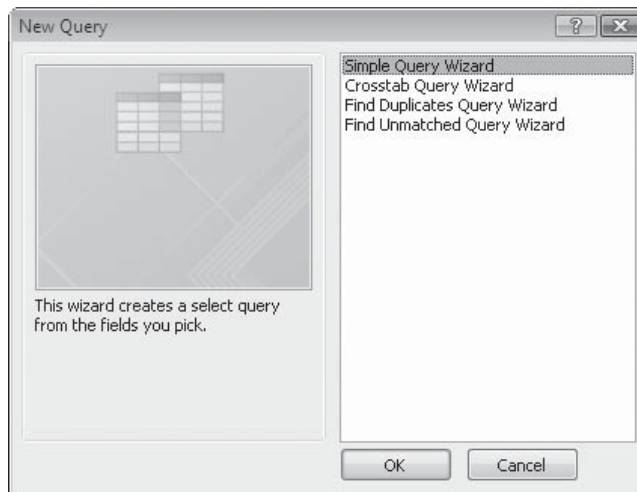 New Query
?
Simple Query Wizard
Crosstab Query Wizard
Find Duplicates Query Wizard
Find Unmatched Query Wizard
This wizard creates a select query
from the fields you pick.
OK
Cancel